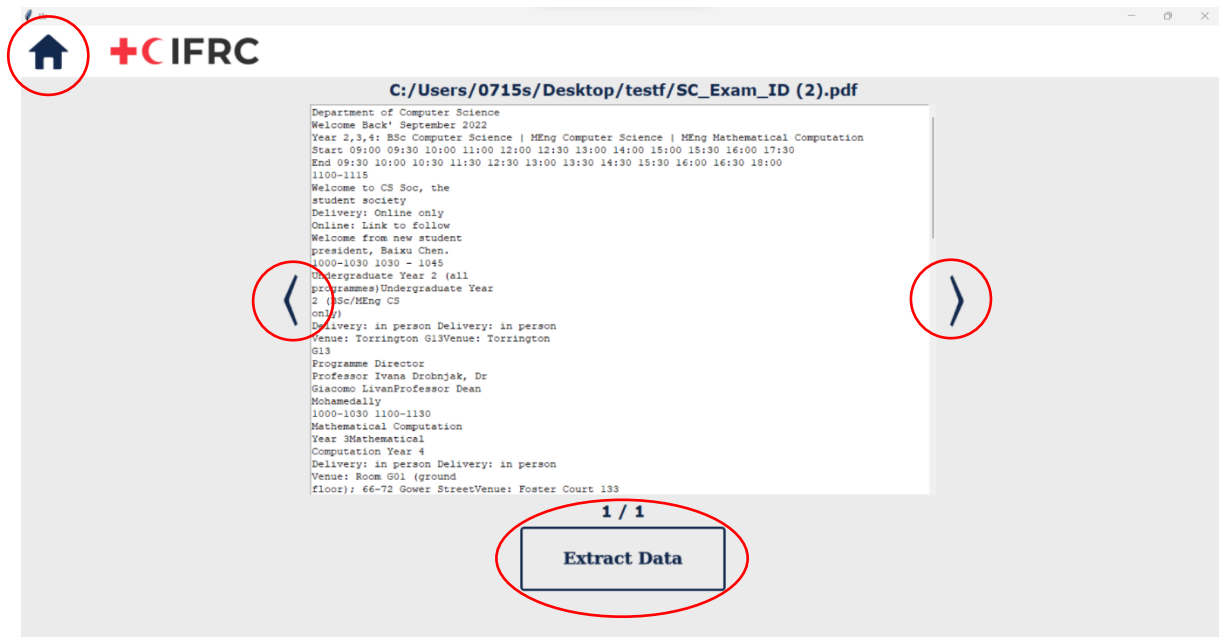 IFRC
C:/Users/0715s/Desktop/testf/SC_Exam_ID (2).pdf
Department of Computer Science
Welcome Back' September 2022
Year 2,3,4: BSc Computer Science | MEng Computer Science | MEng Mathematical Computation
Start 09:00 09:30 10:00 11:00 12:00 12:30 13:00 14:00 15:00 15:30 16:00 17:30
End 09:30 10:00 10:30 11:30 12:30 13:00 13:30 14:30 15:30 16:00 16:30 18:00
1100-1115
Welcome to CS Soc, the
student society
Delivery: Online only
Online: Link to follow
Welcome from new student
president, Baixu Chen.
1000-1030 1030 - 1045
Undergraduate Year 2 (all
programmes)Undergraduate Year
2 (BSc/MEng CS
only)
Delivery: in person Delivery: in person
Venue: Torrington G13Venue: Torrington
G13
Programme Director
Professor Ivana Drobnjak, Dr
Giacomo LivanProfessor Dean
Mohamedally
1000-1030 1100-1130
Mathematical Computation
Year 3Mathematical
Computation Year 4
Delivery: in person Delivery: in person
Venue: Room G01 (ground
floor); 66-72 Gower StreetVenue: Foster Court 133
1 / 1
Extract Data